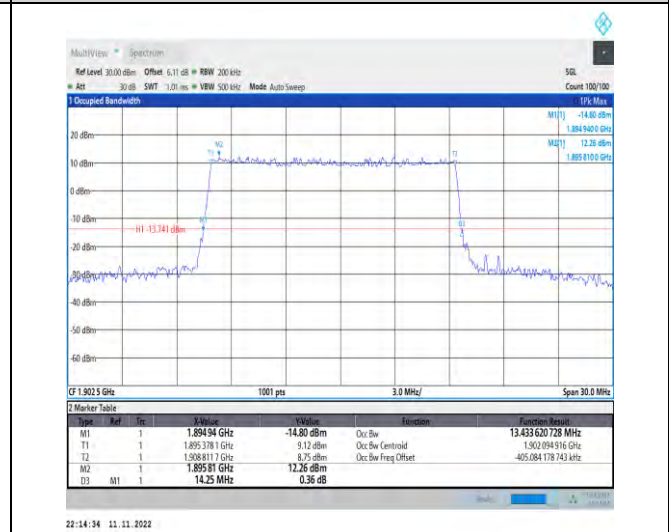 MultiView Spectrum
Ref Level 30.00 dBm Offset 6.11 dB RBW 200 kHz SGL
Att 30 dB SWT 1.01 ms VBW 500 kHz Mode Auto Sweep Count 100/100
1 Occupied Bandwidth 1Pk Max
M1[1] -14.80 dBm
1.894 940 0 GHz
M2[1] 12.26 dBm
1.895 810 0 GHz
20 dBm
M2
T1 T2
10 dBm
0 dBm
M1 D3
-10 dBm
H1 -13.741 dBm
-20 dBm
-30 dBm
-40 dBm
-50 dBm
-60 dBm
CF 1.902 5 GHz 1001 pts 3.0 MHz/ Span 30.0 MHz
2 Marker Table
Type Ref Trc X-Value Y-Value Function Function Result
M1 1 1.894 94 GHz -14.80 dBm Occ Bw 13.433 620 728 MHz
T1 1 1.895 378 1 GHz 9.12 dBm Occ Bw Centroid 1.902 094 916 GHz
T2 1 1.908 811 7 GHz 8.75 dBm Occ Bw Freq Offset -405.084 178 743 kHz
M2 1 1.895 81 GHz 12.26 dBm
D3 M1 1 14.25 MHz 0.36 dB
22:14:34 11.11.2022